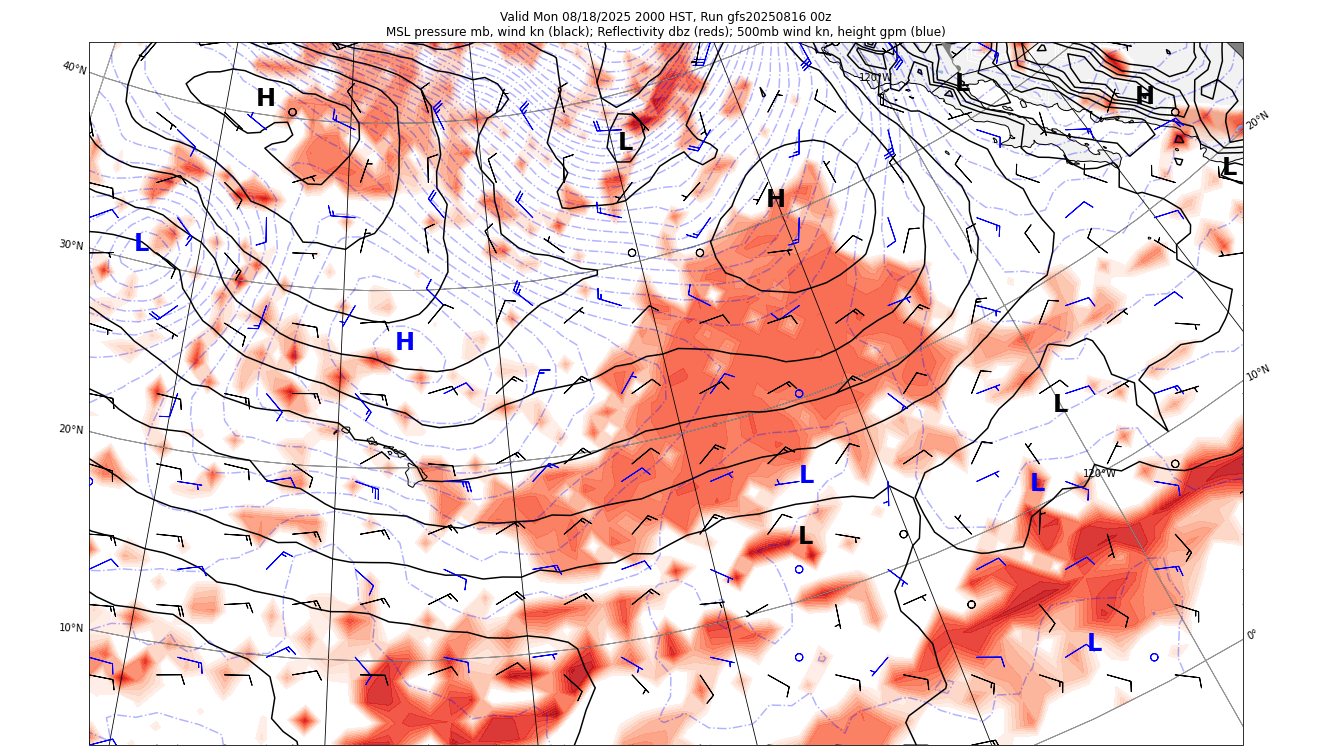 Valid Mon 08/18/2025 2000 HST, Run gfs20250816 00z
MSL pressure mb, wind kn (black); Reflectivity dbz (reds); 500mb wind kn, height gpm (blue)
40°N
120°W
L
H
H
20°N
L
L
H
30°N
L
H
10°N
L
20°N
L
120°W
L
L
10°N
0°
L